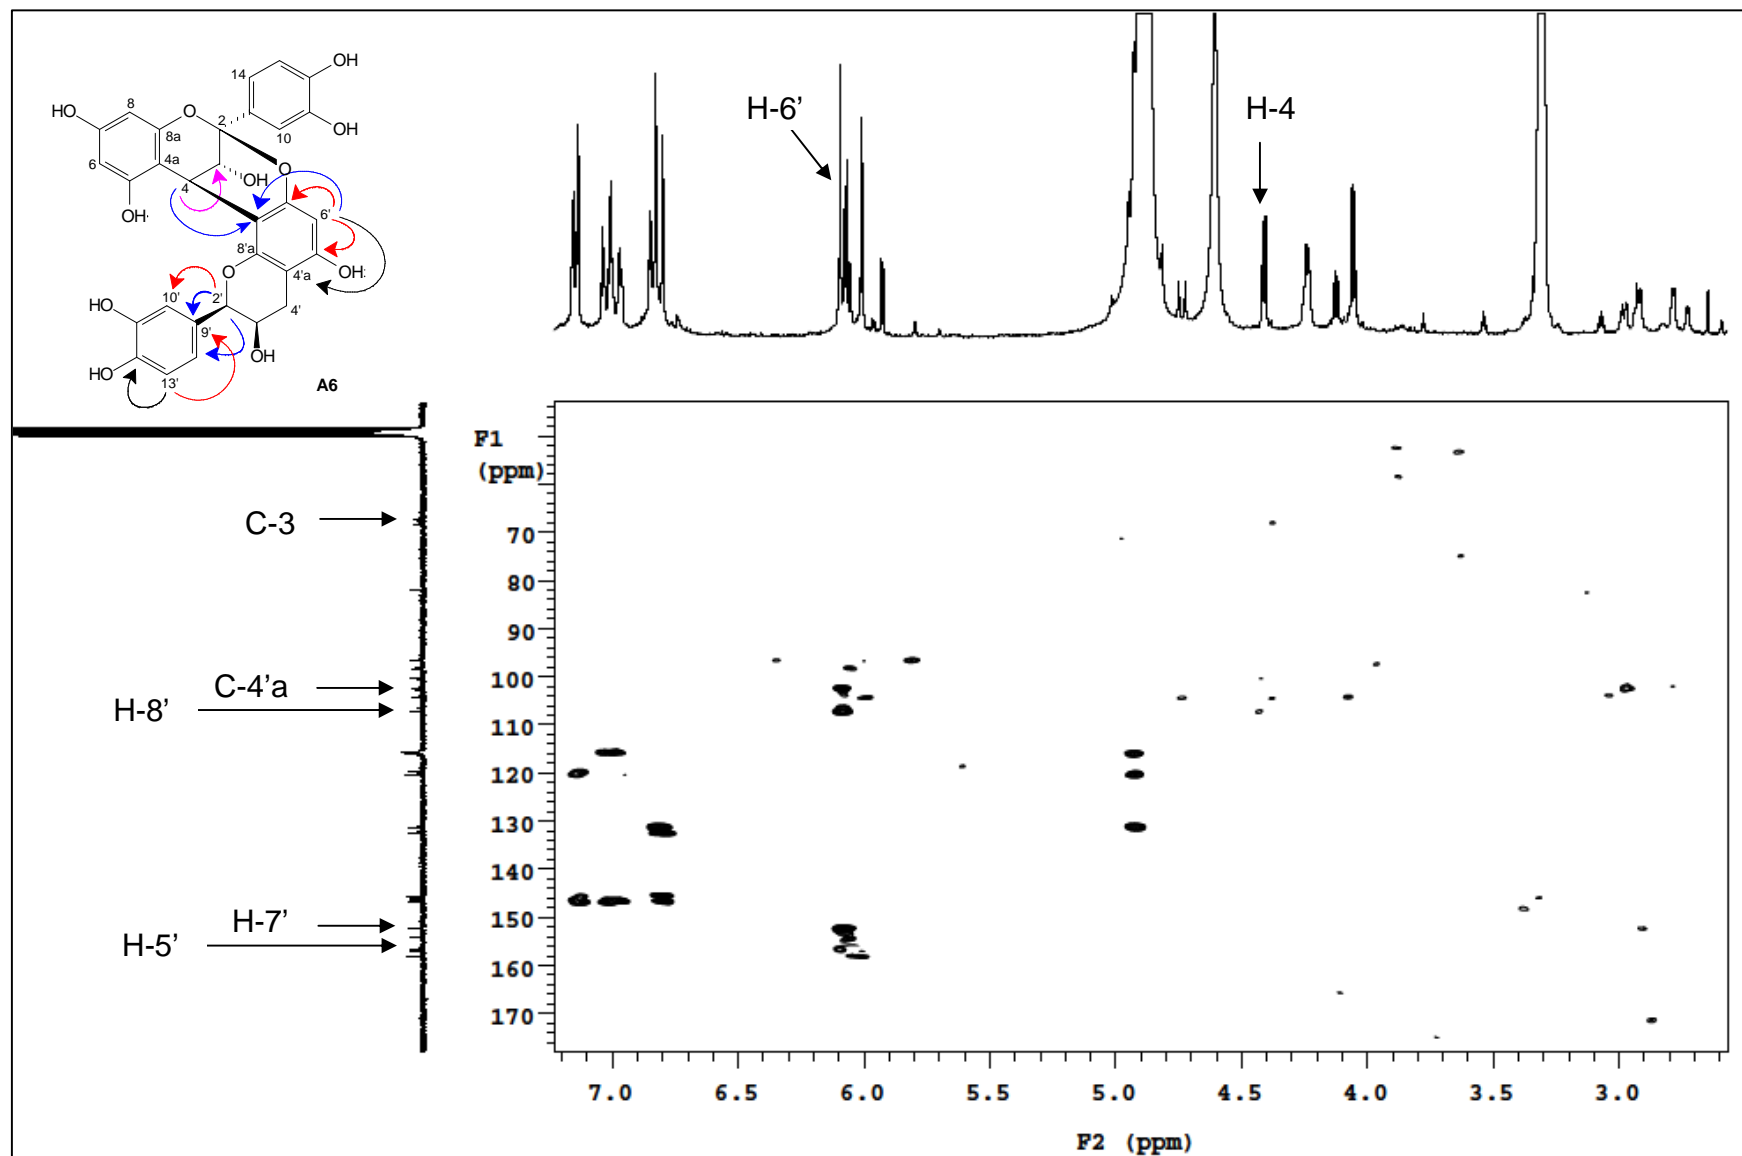 OH
14
HO
8
O
2
OH
8a
10
6
4a
O
OH
4
OH
6'
8'a
O
4'a
OH:
10'
2'
HO
4'
9'
OH
HO
13'
A6
H-6’
H-4
F1
(ppm)
C-3
C-4’a
H-8’
H-7’
H-5’
70
80
90
100
110
120
130
140
150
160
170
7.0 6.5 6.0 5.5 5.0 4.5 4.0 3.5 3.0
F2 (ppm)